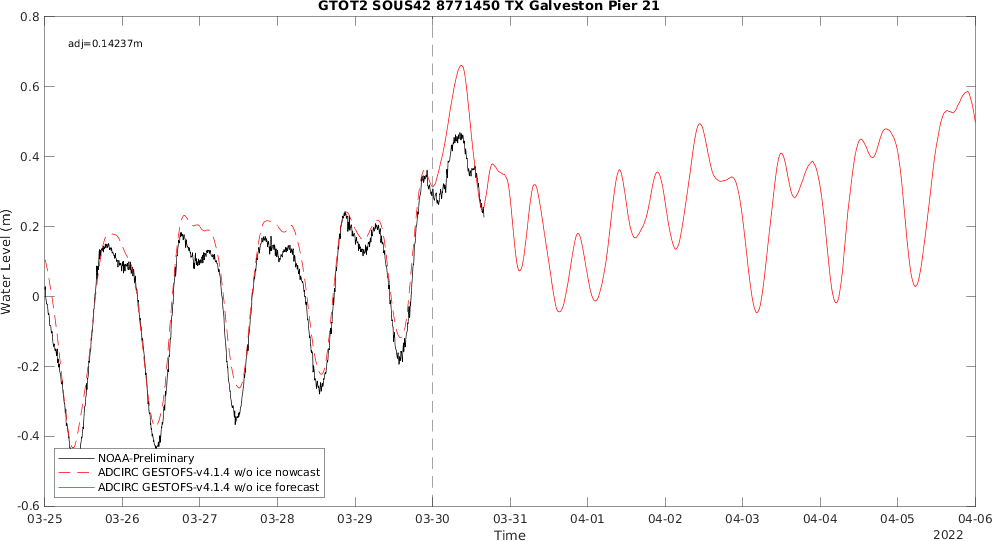 GTOT2 SOUS42 8771450 TX Galveston Pier 21
adj=0.14237m
0.8
0.6
0.4
0.2
0
-0.2
-0.4
-0.6
Water Level (m)
NOAA-Preliminary
ADCIRC GESTOFS-v4.1.4 w/o ice nowcast
ADCIRC GESTOFS-v4.1.4 w/o ice forecast
03-25 03-26 03-27 03-28 03-29 03-30 03-31 04-01 04-02 04-03 04-04 04-05 04-06
Time
2022